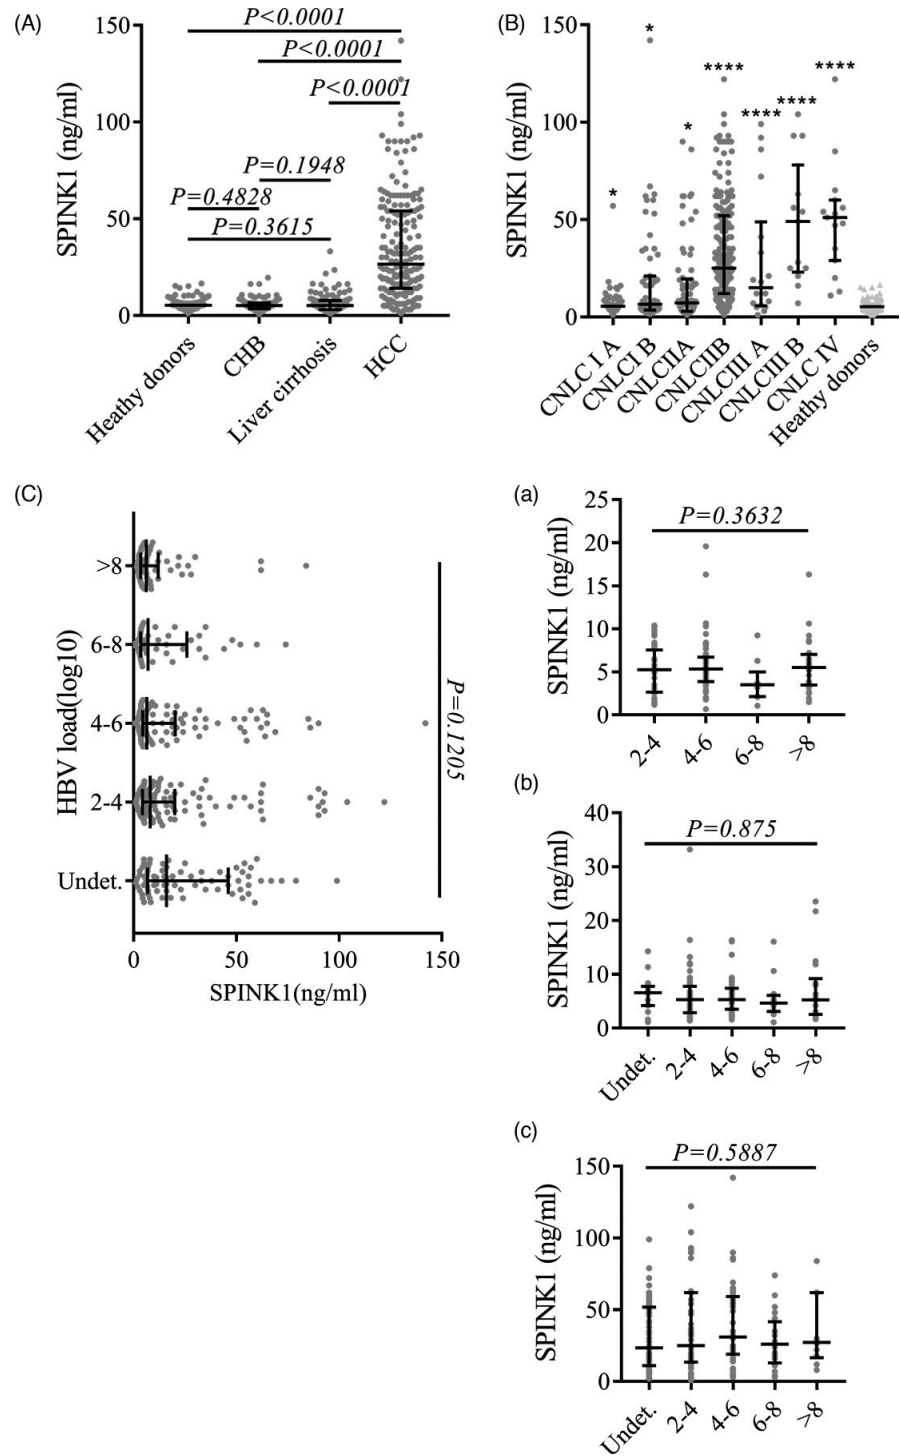 (A)
P<0.0001
P<0.0001
P<0.0001
P=0.1948
P=0.4828
P=0.3615
SPINK1 (ng/ml)
150
100
50
0
Heathy donors
CHB
Liver cirrhosis
HCC
(B)
*
****
****
****
****
*
*
SPINK1 (ng/ml)
150
100
50
0
CNLC I A
CNLCI B
CNLCIIA
CNLCIIB
CNLCIII A
CNLCIII B
CNLC IV
Heathy donors
(C)
HBV load(log10)
>8
6-8
4-6
2-4
Undet.
P=0.1205
0
50
100
150
SPINK1(ng/ml)
(a)
P=0.3632
SPINK1 (ng/ml)
25
20
15
10
5
0
2-4
4-6
6-8
>8
(b)
P=0.875
SPINK1 (ng/ml)
40
30
20
10
0
Undet.
2-4
4-6
6-8
>8
(c)
P=0.5887
SPINK1 (ng/ml)
150
100
50
0
Undet.
2-4
4-6
6-8
>8